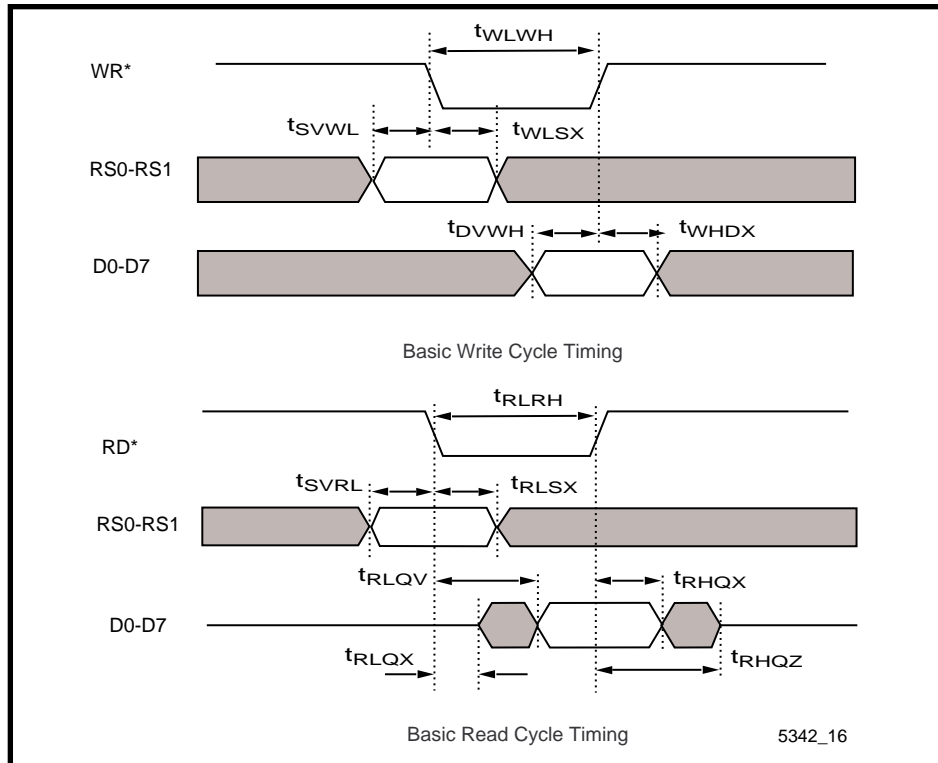 tWLWH
WR*
tSVWL tWLSX
RS0-RS1
tDVWH tWHDX
D0-D7
Basic Write Cycle Timing
tRLRH
RD*
tSVRL tRLSX
RS0-RS1
tRLQV tRHQX
D0-D7
tRLQX tRHQZ
Basic Read Cycle Timing 5342_16